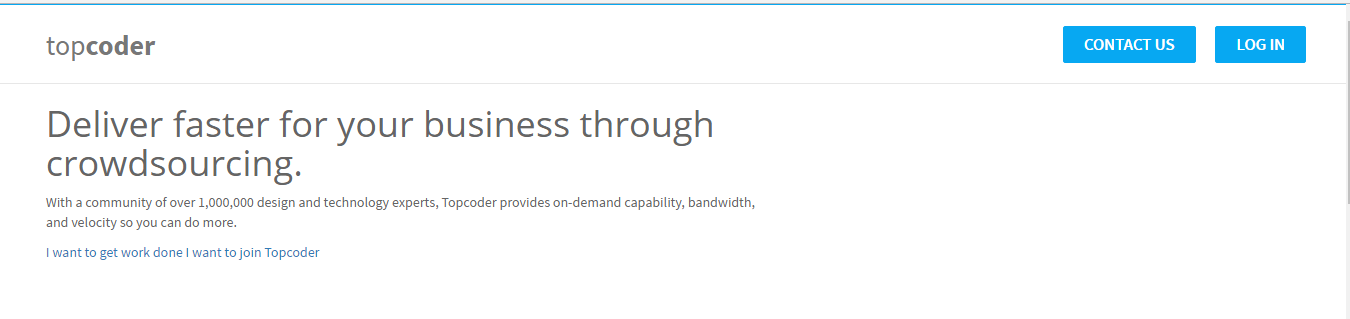 topcoder
CONTACT US
LOG IN
Deliver faster for your business through
crowdsourcing.
With a community of over 1,000,000 design and technology experts, Topcoder provides on-demand capability, bandwidth,
and velocity so you can do more.
I want to get work done I want to join Topcoder